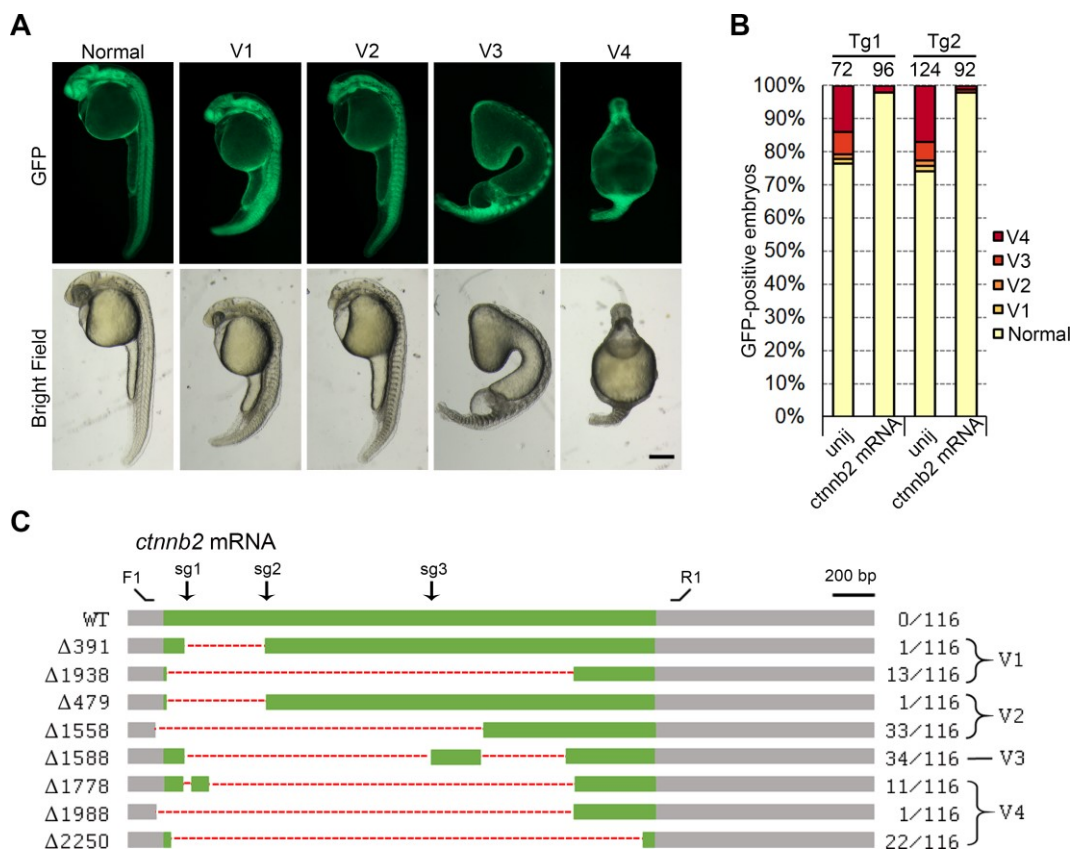 A
Normal V1 V2 V3 V4
GFP
Bright Field
B
Tg1 Tg2
72 96 124 92
100%
90%
80%
70%
60%
50%
40%
30%
20%
10%
0%
GFP-positive embryos
unij
ctnnb2 mRNA
unij
ctnnb2 mRNA
V4
V3
V2
V1
Normal
C
ctnnb2 mRNA
F1 sg1 sg2 sg3 R1 200 bp
WT 0/116
Δ391 1/116
V1
Δ1938 13/116
Δ479 1/116
V2
Δ1558 33/116
Δ1588 34/116 V3
Δ1778 11/116
Δ1988 1/116 V4
Δ2250 22/116